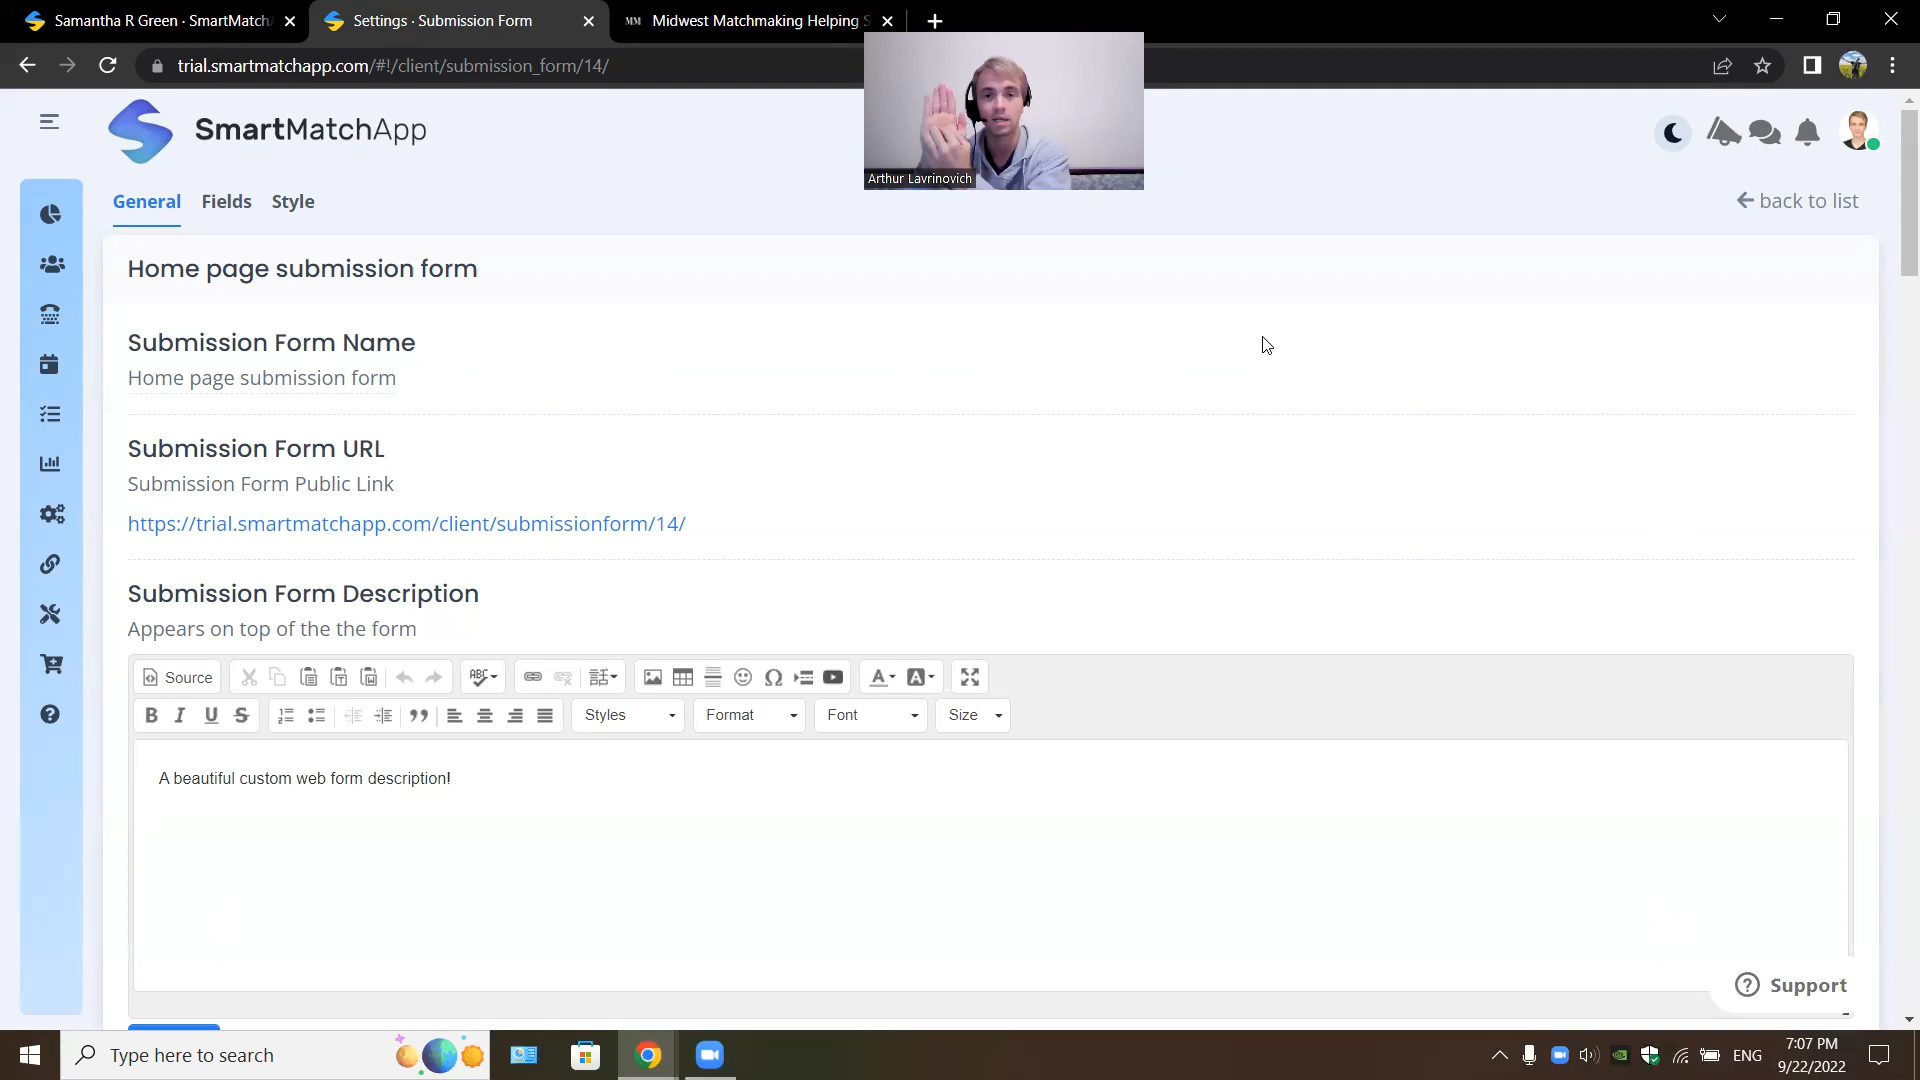 Samantha R Green · SmartMatch
Settings · Submission Form
MM Midwest Matchmaking Helping S
trial.smartmatchapp.com/#!/client/submission_form/14/
SmartMatchApp
Arthur Lavrinovich
General Fields Style
back to list
Home page submission form
Submission Form Name
Home page submission form
Submission Form URL
Submission Form Public Link
https://trial.smartmatchapp.com/client/submissionform/14/
Submission Form Description
Appears on top of the the form
Source
Styles Format Font Size
A beautiful custom web form description!
Support
Type here to search
ENG
7:07 PM
9/22/2022